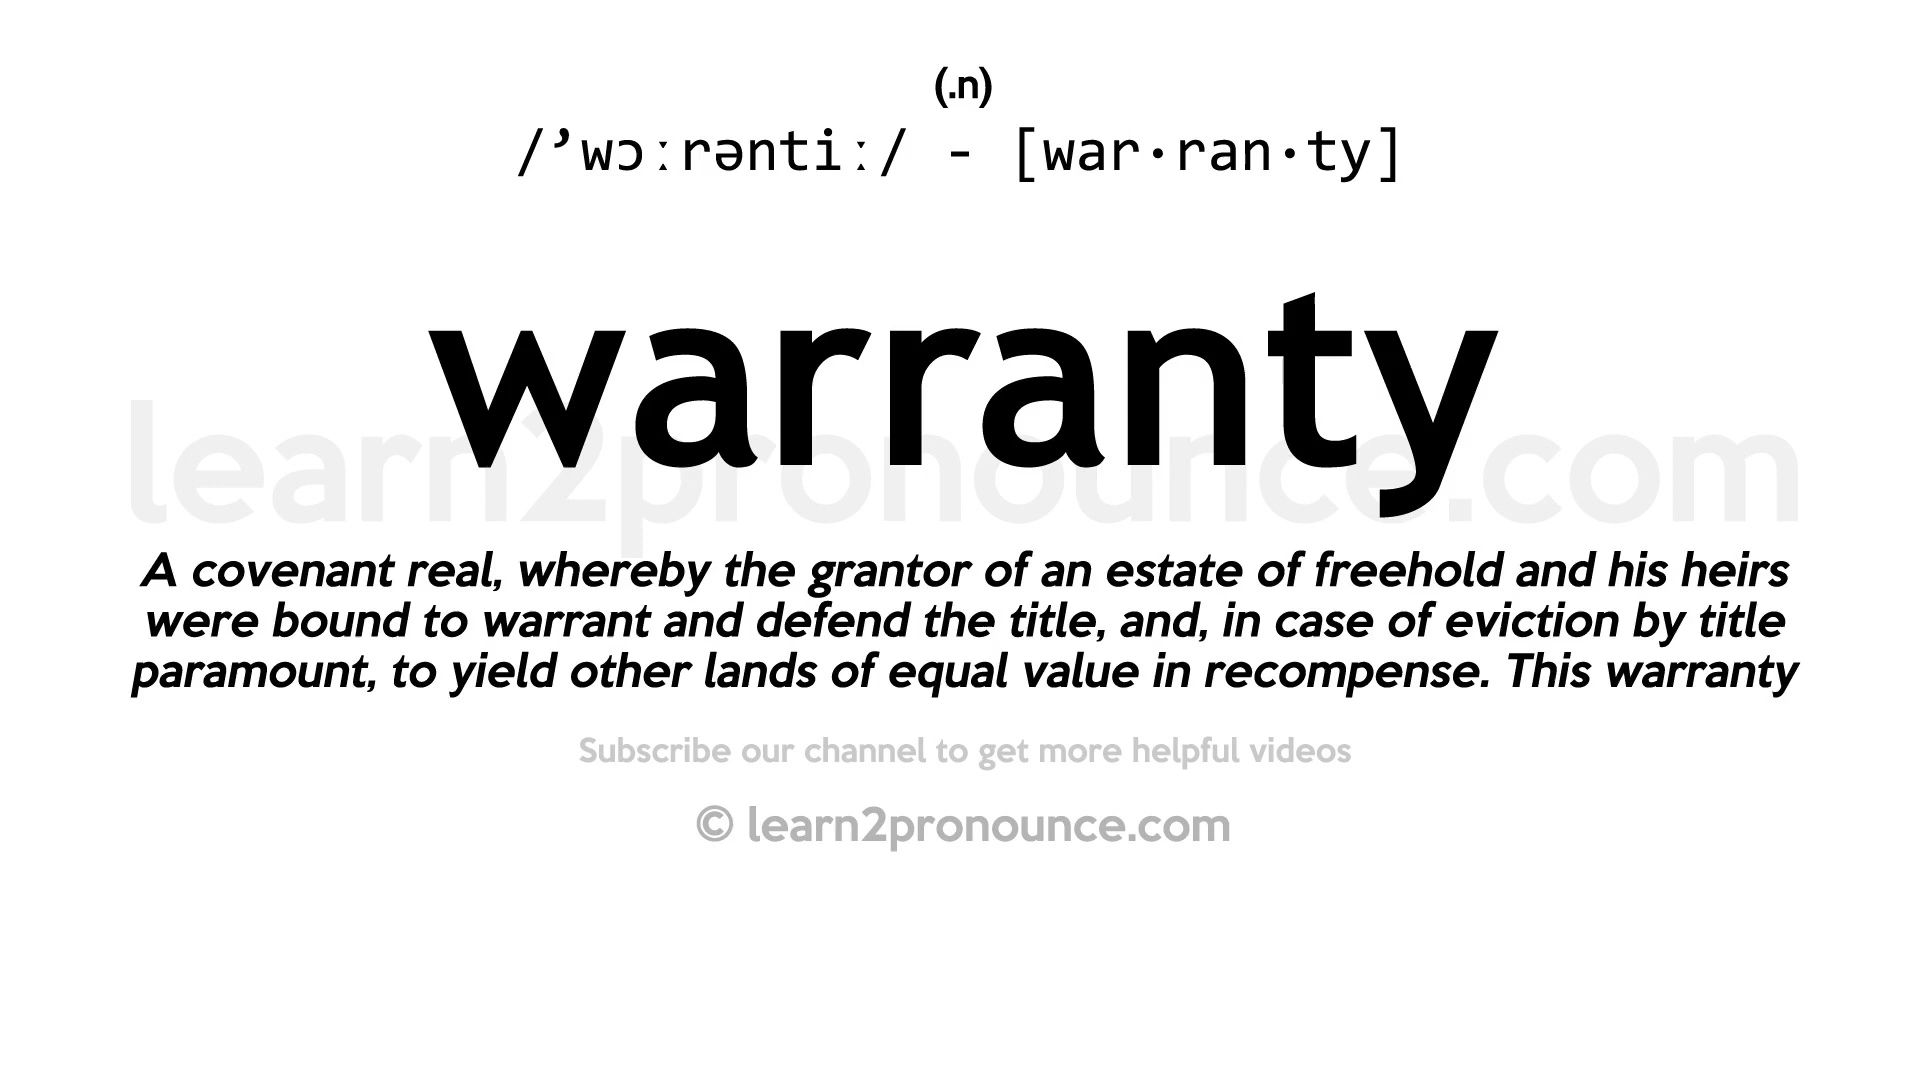 (.n)
/’wɔːrəntiː/ - [war·ran·ty]
warranty
learn2pronounce.com
A covenant real, whereby the grantor of an estate of freehold and his heirs
were bound to warrant and defend the title, and, in case of eviction by title
paramount, to yield other lands of equal value in recompense. This warranty
Subscribe our channel to get more helpful videos
© learn2pronounce.com